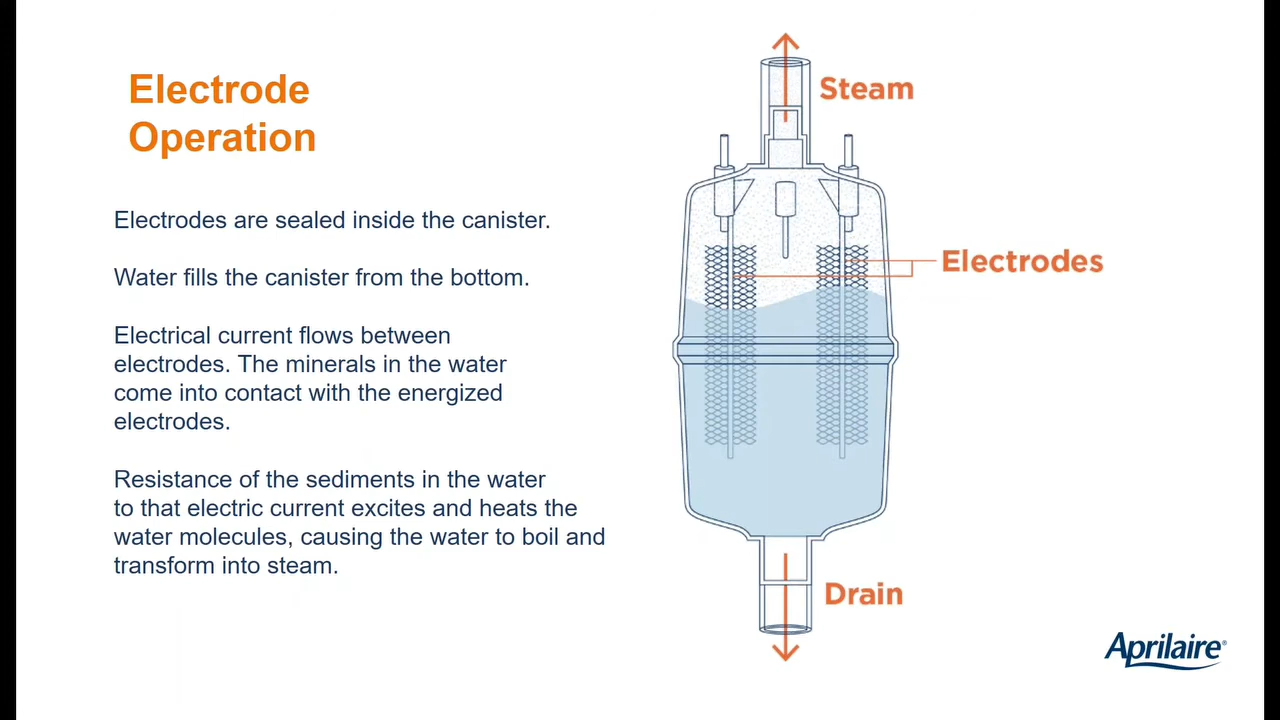 Electrode
Operation
Electrodes are sealed inside the canister.
Water fills the canister from the bottom.
Electrical current flows between
electrodes. The minerals in the water
come into contact with the energized
electrodes.
Resistance of the sediments in the water
to that electric current excites and heats the
water molecules, causing the water to boil and
transform into steam.
Steam
Electrodes
Drain
Aprilaire®